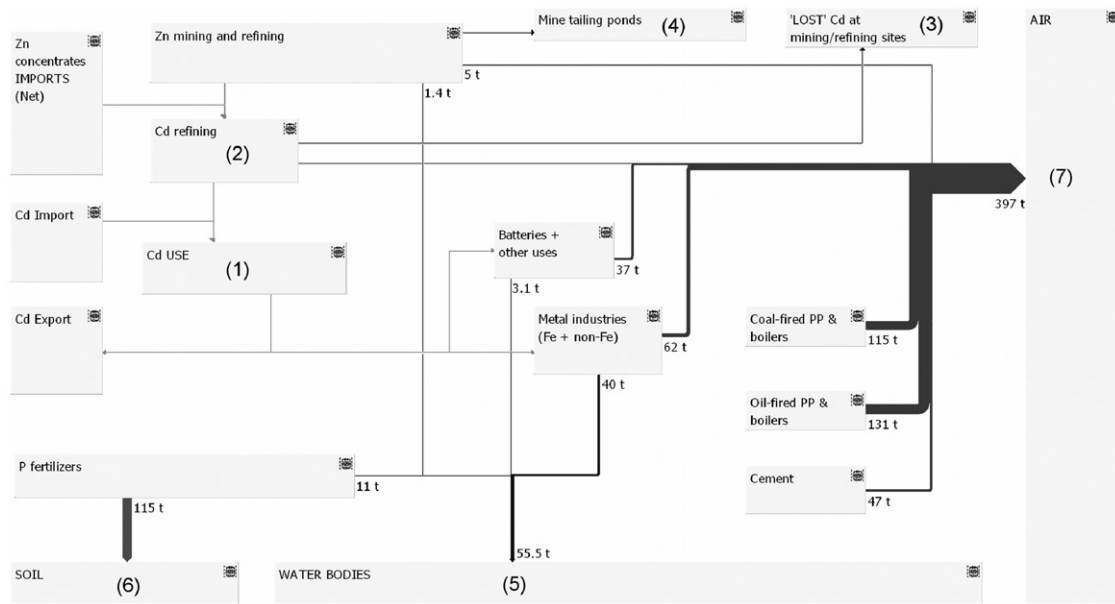 Zn
concentrates
IMPORTS
(Net)
Zn mining and refining
Mine tailing ponds
(4)
'LOST' Cd at
mining/refining sites
(3)
AIR
5 t
1.4 t
Cd refining
(2)
(7)
397 t
Cd Import
Cd USE
(1)
Batteries +
other uses
37 t
3.1 t
Cd Export
Metal industries
(Fe + non-Fe)
62 t
40 t
Coal-fired PP &
boilers
115 t
Oil-fired PP &
boilers
131 t
P fertilizers
11 t
115 t
Cement
47 t
55.5 t
SOIL
(6)
WATER BODIES
(5)